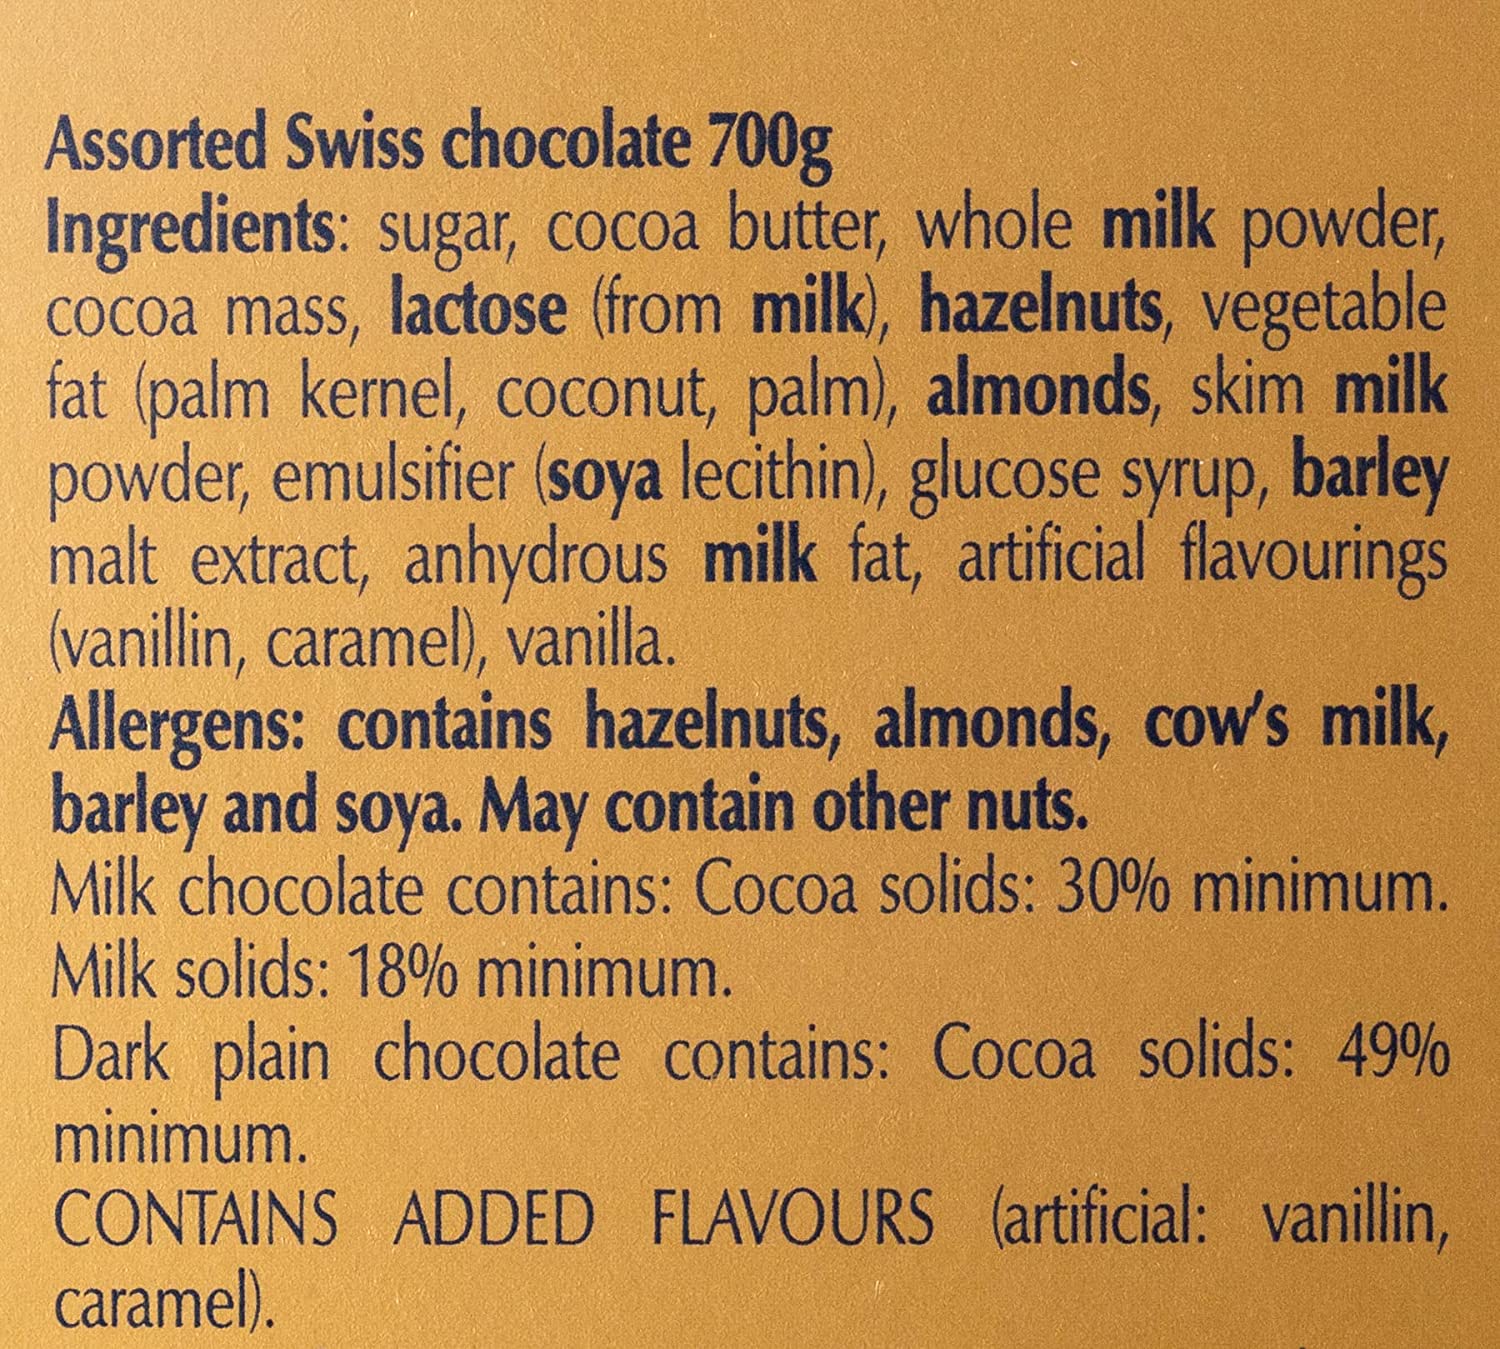 Assorted Swiss chocolate 700g
Ingredients: sugar, cocoa butter, whole milk powder,
cocoa mass, lactose (from milk), hazelnuts, vegetable
fat (palm kernel, coconut, palm), almonds, skim milk
powder, emulsifier (soya lecithin), glucose syrup, barley
malt extract, anhydrous milk fat, artificial flavourings
(vanillin, caramel), vanilla.
Allergens: contains hazelnuts, almonds, cow's milk,
barley and soya. May contain other nuts.
Milk chocolate contains: Cocoa solids: 30% minimum.
Milk solids: 18% minimum.
Dark plain chocolate contains: Cocoa solids: 49%
minimum.
CONTAINS ADDED FLAVOURS (artificial: vanillin,
caramel).